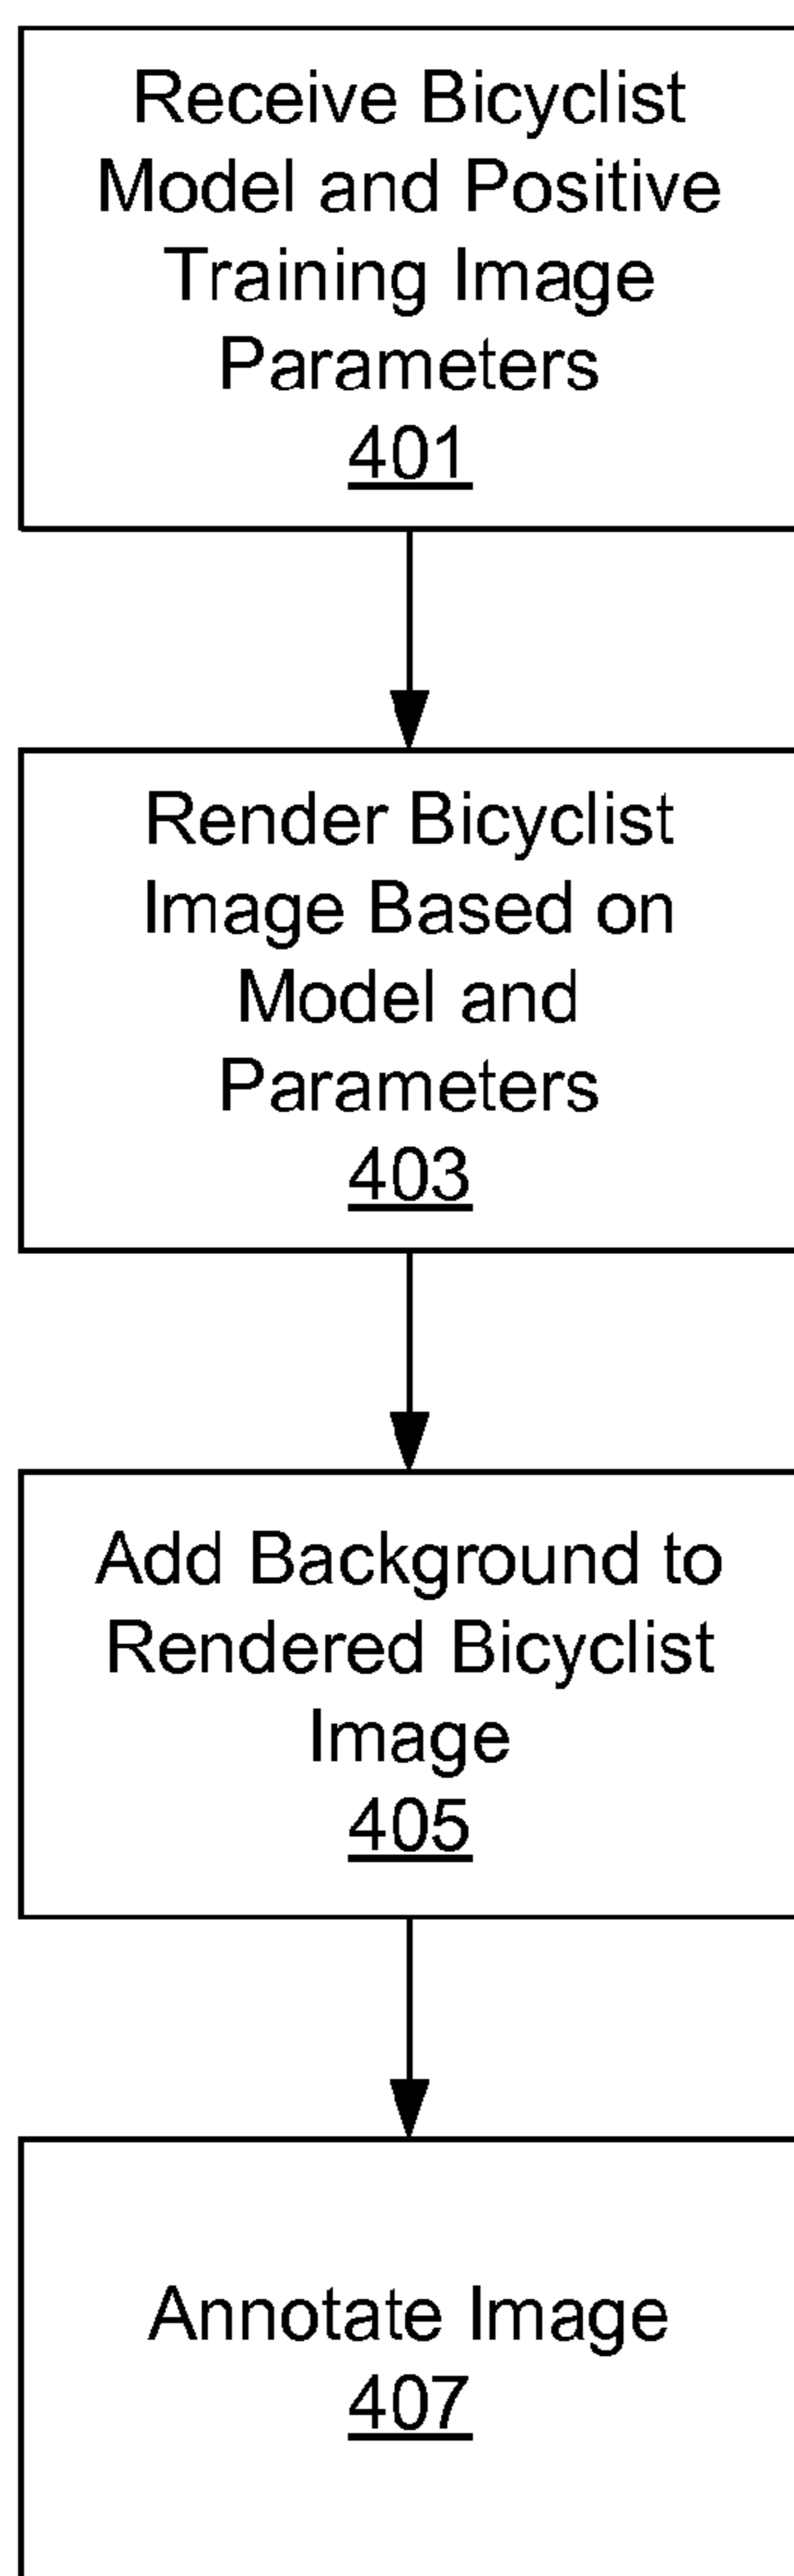 Receive Bicyclist
Model and Positive
Training Image
Parameters
401
Render Bicyclist
Image Based on
Model and
Parameters
403
Add Background to
Rendered Bicyclist
Image
405
Annotate Image
407